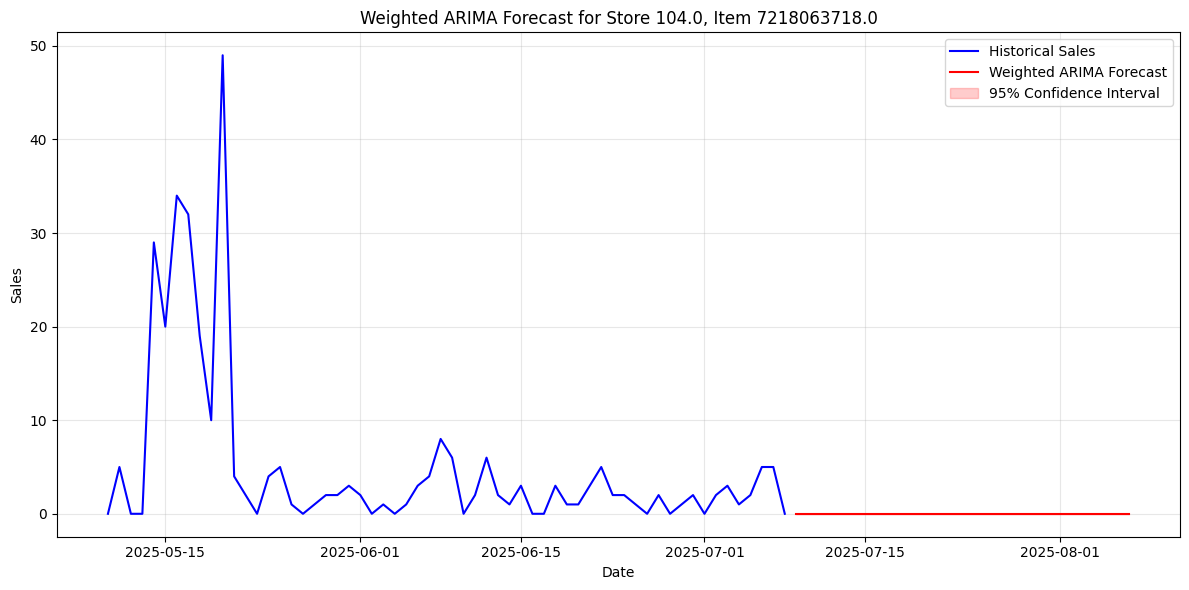 Weighted ARIMA Forecast for Store 104.0, Item 7218063718.0
Historical Sales
Weighted ARIMA Forecast
95% Confidence Interval
Sales
50
40
30
20
10
0
2025-05-15
2025-06-01
2025-06-15
2025-07-01
2025-07-15
2025-08-01
Date